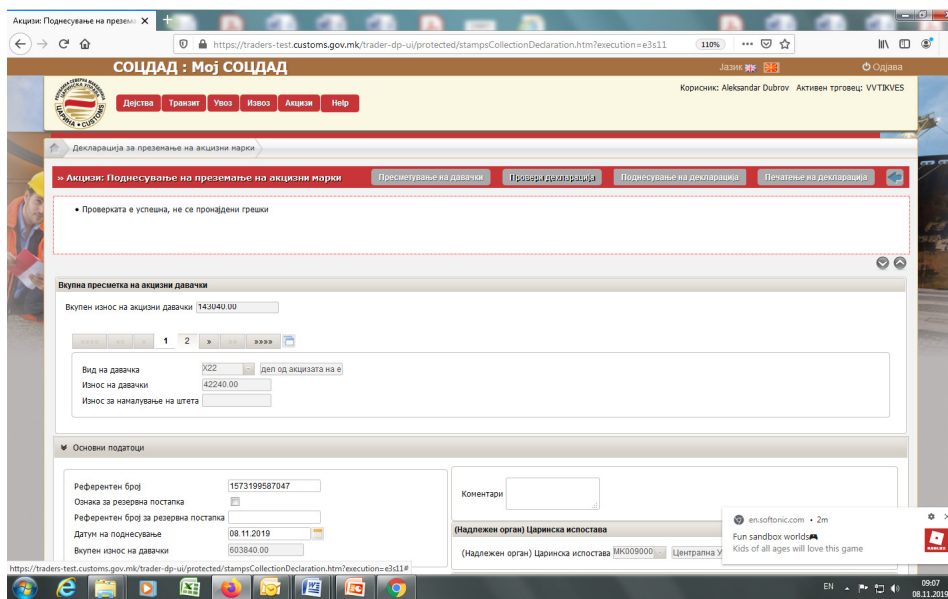 Акцизи: Поднесување на презема
https://traders-test.customs.gov.mk/trader-dp-ui/protected/stampsCollectionDeclaration.htm?execution=e3s11
110%
СОЦДАД : Мој СОЦДАД
Јазик
Одјава
Корисник: Aleksandar Dubrov Активен трговец: VVTIKVES
Дејства Транзит Увоз Извоз Акцизи Help
Декларација за преземање на акцизни марки
» Акцизи: Поднесување на преземање на акцизни марки
Пресметување на давачки Провери декларација Поднесување на декларација Печатење на декларација
• Проверката е успешна, не се пронајдени грешки
Вкупна пресметка на акцизни давачки
Вкупен износ на акцизни давачки 143040.00
«««« «« « 1 2 » »» »»»»
Вид на давачка X22 дел од акцизата на е
Износ на давачки 42240.00
Износ за намалување на штета
Основни податоци
Референтен број 1573199587047
Ознака за резервна постапка
Референтен број за резервна постапка
Датум на поднесување 08.11.2019
Вкупен износ на давачки 603840.00
Коментари
(Надлежен орган) Царинска испостава
(Надлежен орган) Царинска испостава MK009000 Централна У
en.softonic.com • 2m
Fun sandbox worlds
Kids of all ages will love this game
ROBLOX
https://traders-test.customs.gov.mk/trader-dp-ui/protected/stampsCollectionDeclaration.htm?execution=e3s11#
EN
09:07
08.11.2019